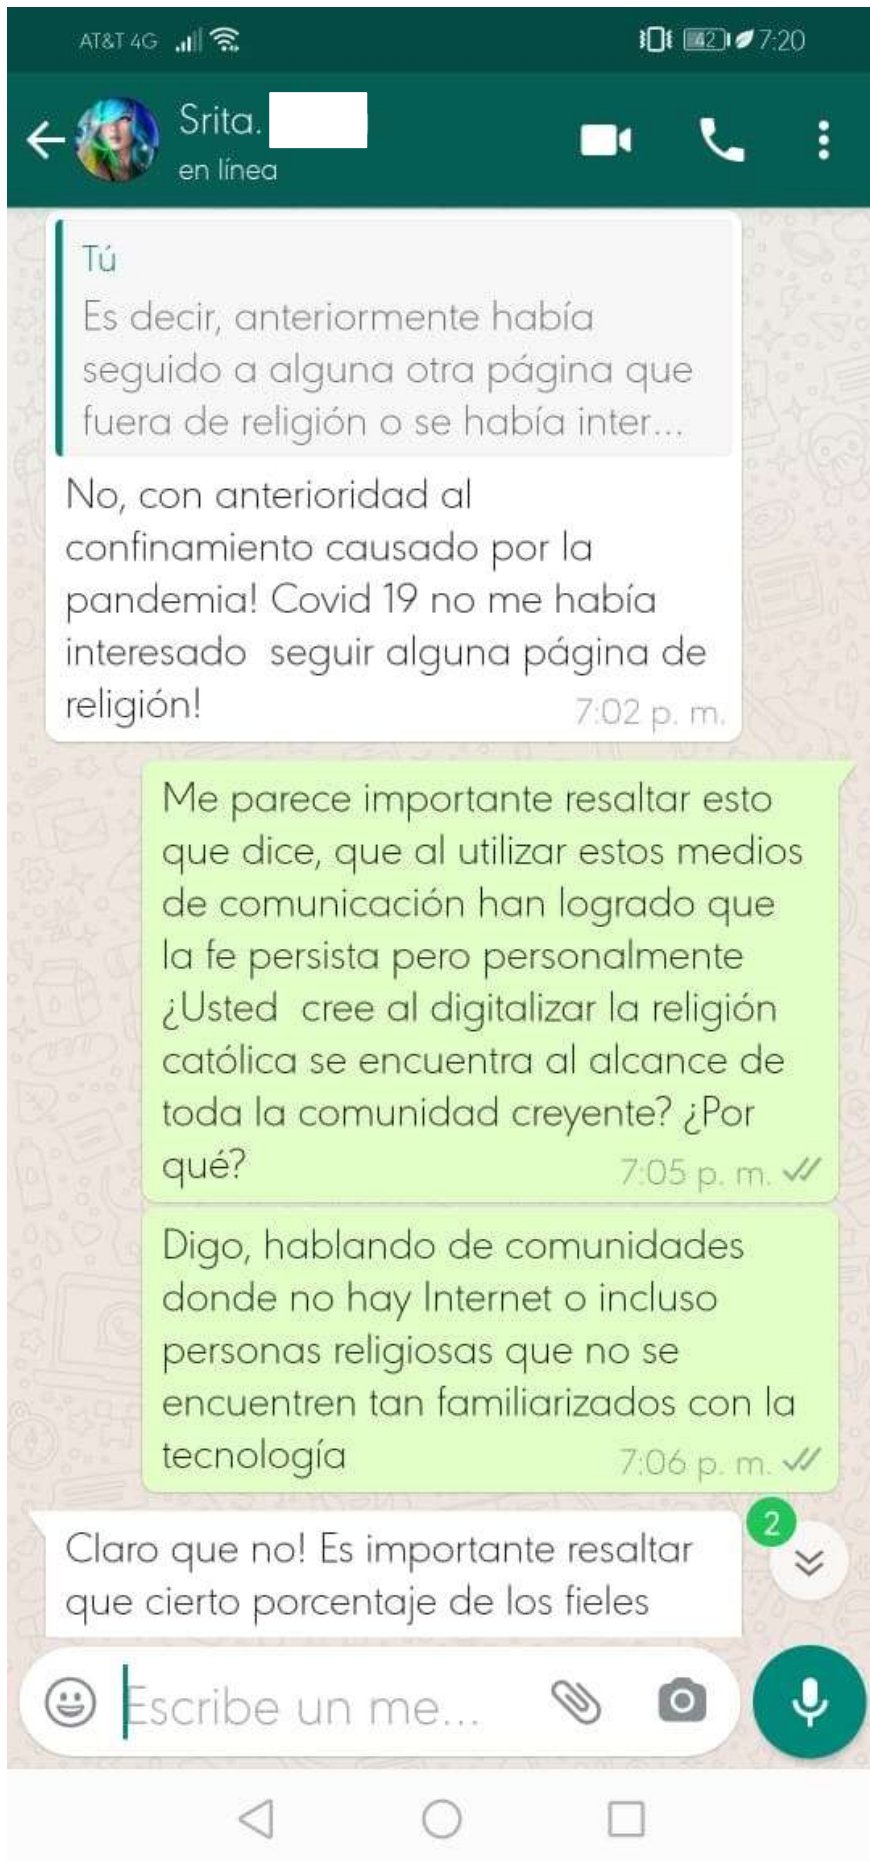 AT&T 4G 42 7:20
Srita.
en línea
Tú
Es decir, anteriormente había
seguido a alguna otra página que
fuera de religión o se había inter...
No, con anterioridad al
confinamiento causado por la
pandemia! Covid 19 no me había
interesado  seguir alguna página de
religión!
7:02 p. m.
Me parece importante resaltar esto
que dice, que al utilizar estos medios
de comunicación han logrado que
la fe persista pero personalmente
¿Usted  cree al digitalizar la religión
católica se encuentra al alcance de
toda la comunidad creyente? ¿Por
qué?
7:05 p. m.
Digo, hablando de comunidades
donde no hay Internet o incluso
personas religiosas que no se
encuentren tan familiarizados con la
tecnología
7:06 p. m.
2
Claro que no! Es importante resaltar
que cierto porcentaje de los fieles
Escribe un me...